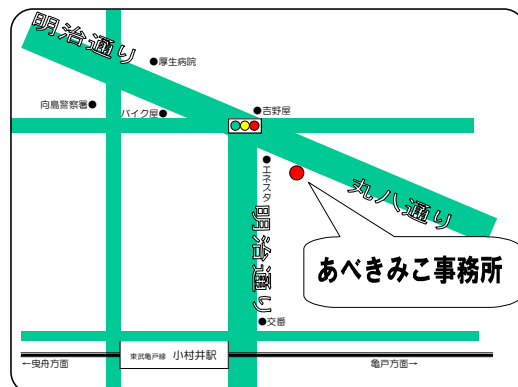 明治通り
●厚生病院
向島警察署●
バイク屋●
●吉野屋
●エネスタ
丸八通り
明治通り
あべきみこ事務所
●交番
東武亀戸線 小村井駅
←曳舟方面
亀戸方面→